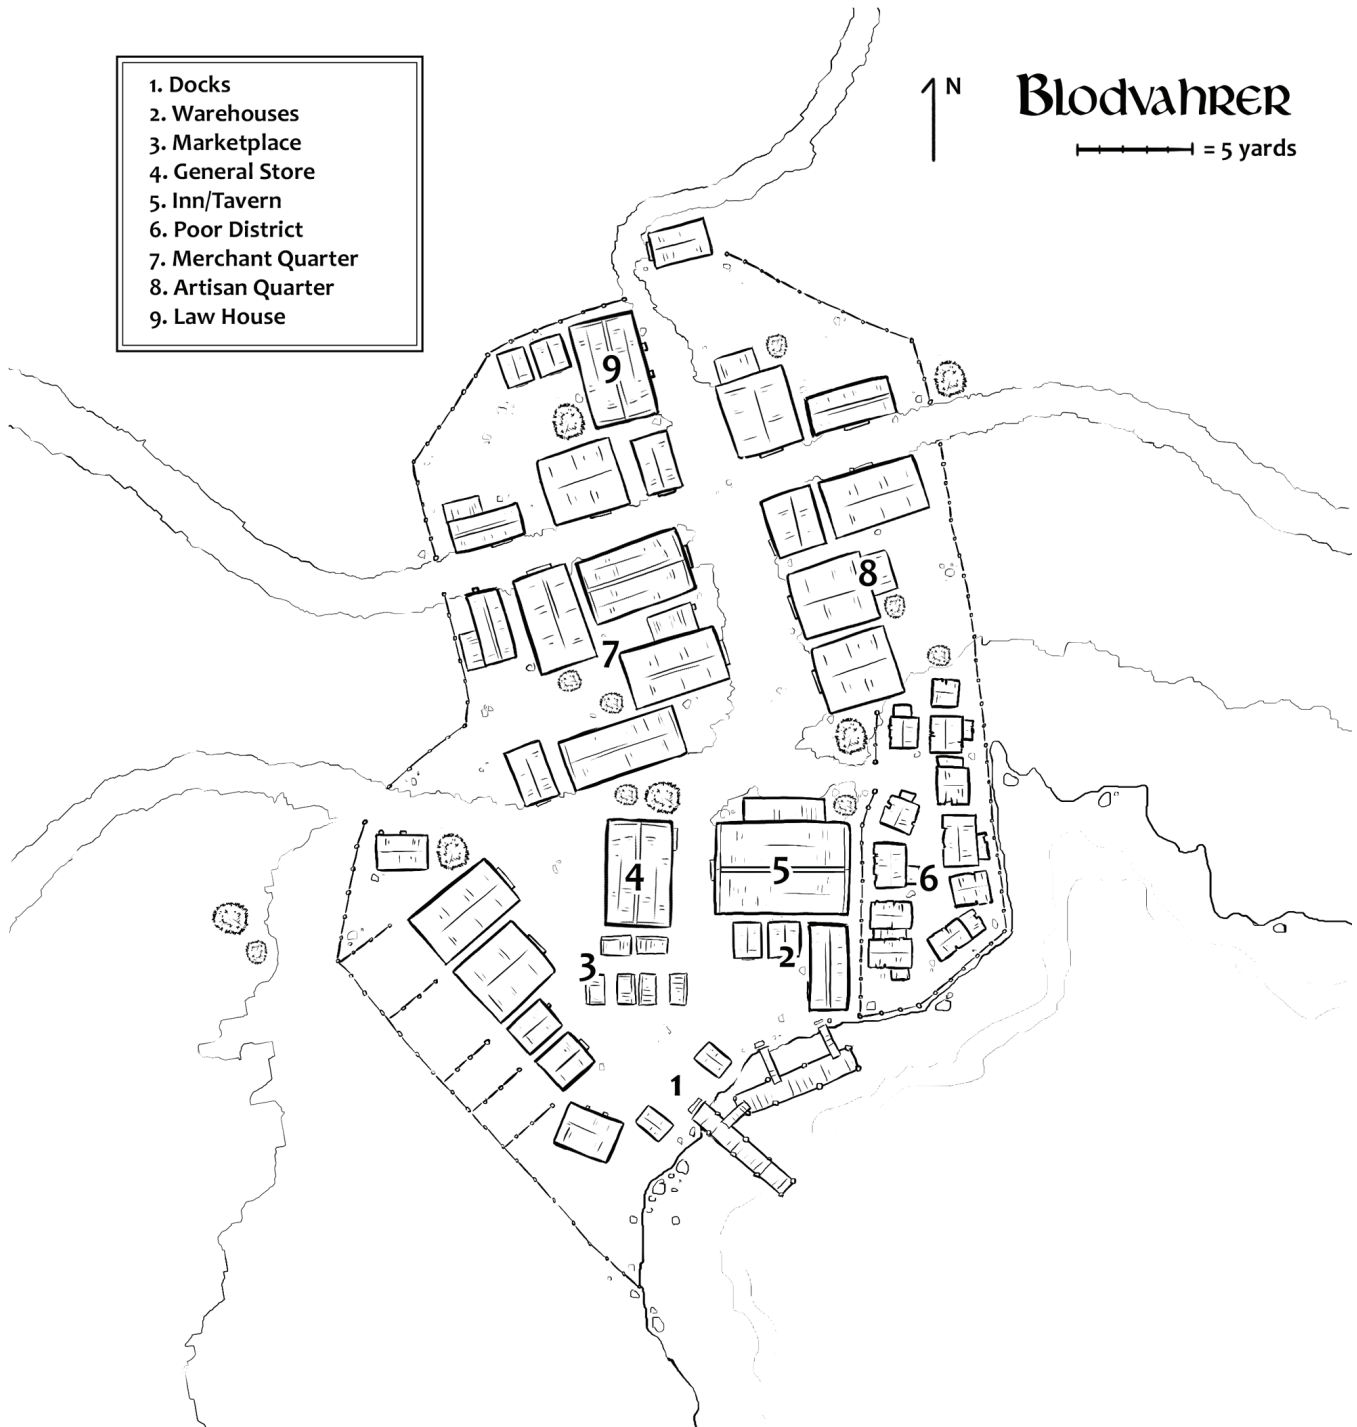 1. Docks
2. Warehouses
3. Marketplace
4. General Store
5. Inn/Tavern
6. Poor District
7. Merchant Quarter
8. Artisan Quarter
9. Law House
N
Blodvahrer
= 5 yards
9
8
7
4
5
6
2
3
1